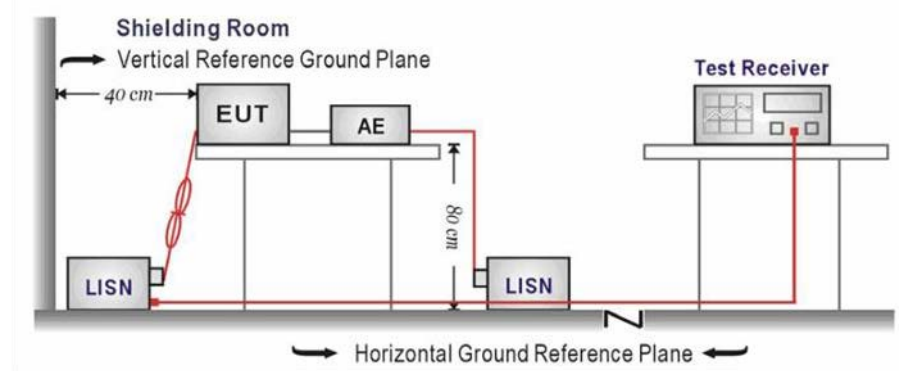 Shielding Room
Vertical Reference Ground Plane
40 cm
EUT
AE
Test Receiver
80 cm
LISN
LISN
Horizontal Ground Reference Plane